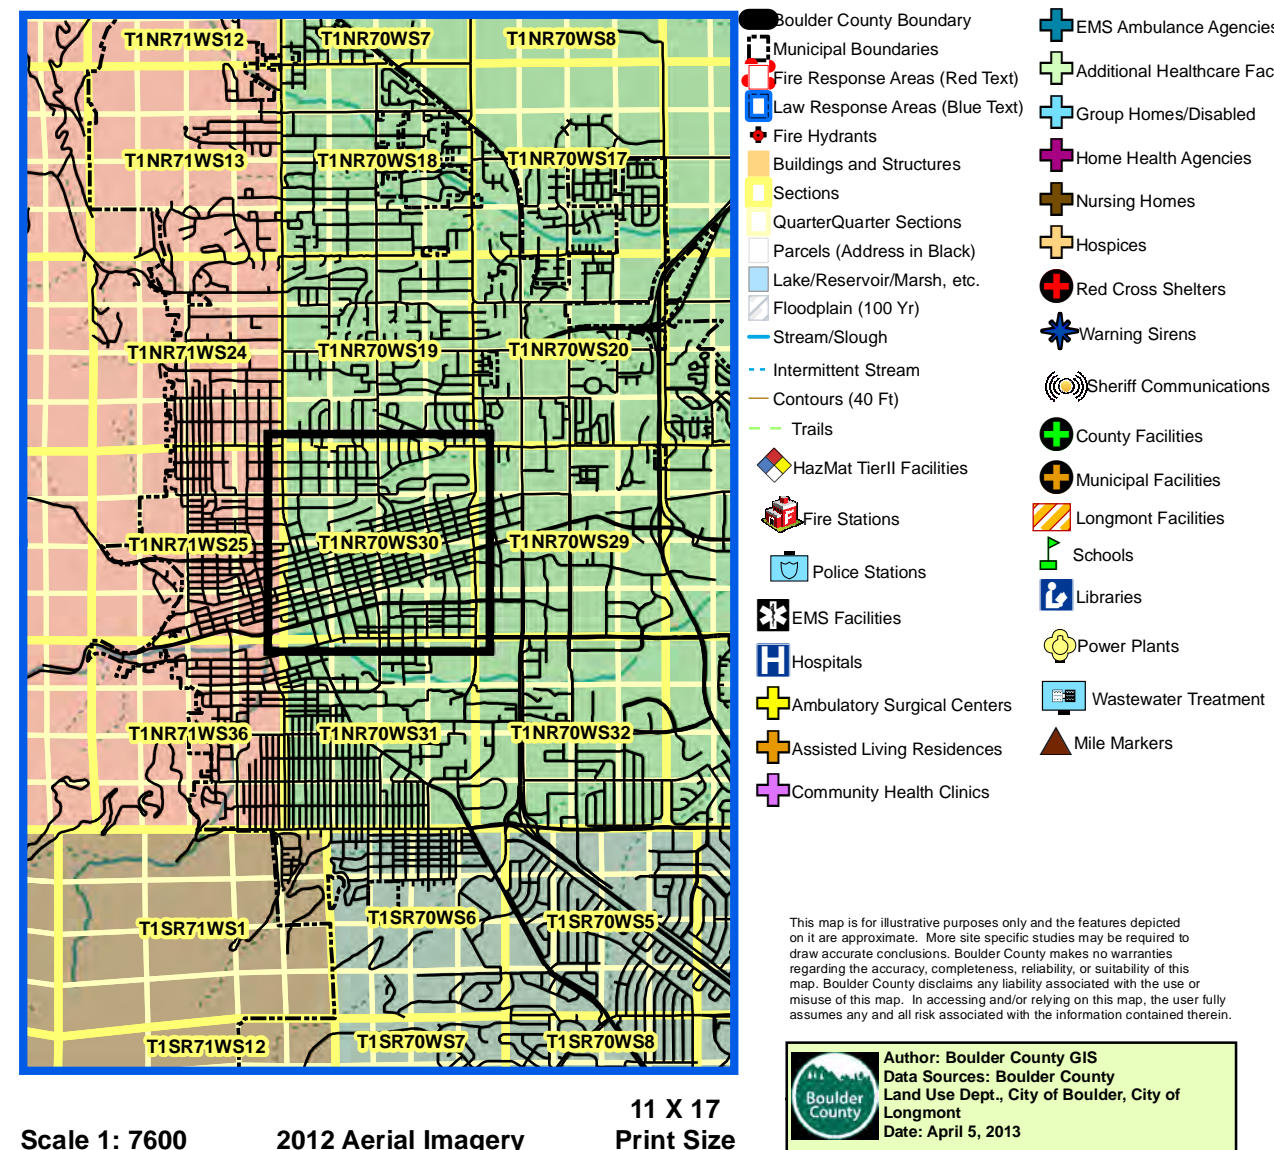 T1NR71WS12
T1NR70WS7
T1NR70WS8
T1NR71WS13
T1NR70WS18
T1NR70WS17
T1NR71WS24
T1NR70WS19
T1NR70WS20
T1NR71WS25
T1NR70WS30
T1NR70WS29
T1NR71WS36
T1NR70WS31
T1NR70WS32
T1SR71WS1
T1SR70WS6
T1SR70WS5
T1SR71WS12
T1SR70WS7
T1SR70WS8
Scale 1: 7600
2012 Aerial Imagery
11 X 17
Print Size
Boulder County Boundary
Municipal Boundaries
Fire Response Areas (Red Text)
Law Response Areas (Blue Text)
Fire Hydrants
Buildings and Structures
Sections
QuarterQuarter Sections
Parcels (Address in Black)
Lake/Reservoir/Marsh, etc.
Floodplain (100 Yr)
Stream/Slough
Intermittent Stream
Contours (40 Ft)
Trails
HazMat TierII Facilities
Fire Stations
Police Stations
EMS Facilities
H Hospitals
Ambulatory Surgical Centers
Assisted Living Residences
Community Health Clinics
EMS Ambulance Agencies
Additional Healthcare Fac
Group Homes/Disabled
Home Health Agencies
Nursing Homes
Hospices
Red Cross Shelters
Warning Sirens
Sheriff Communications
County Facilities
Municipal Facilities
Longmont Facilities
Schools
Libraries
Power Plants
Wastewater Treatment
Mile Markers
This map is for illustrative purposes only and the features depicted
on it are approximate. More site specific studies may be required to
draw accurate conclusions. Boulder County makes no warranties
regarding the accuracy, completeness, reliability, or suitability of this
map. Boulder County disclaims any liability associated with the use or
misuse of this map. In accessing and/or relying on this map, the user fully
assumes any and all risk associated with the information contained therein.
Boulder
County
Author: Boulder County GIS
Data Sources: Boulder County
Land Use Dept., City of Boulder, City of
Longmont
Date: April 5, 2013